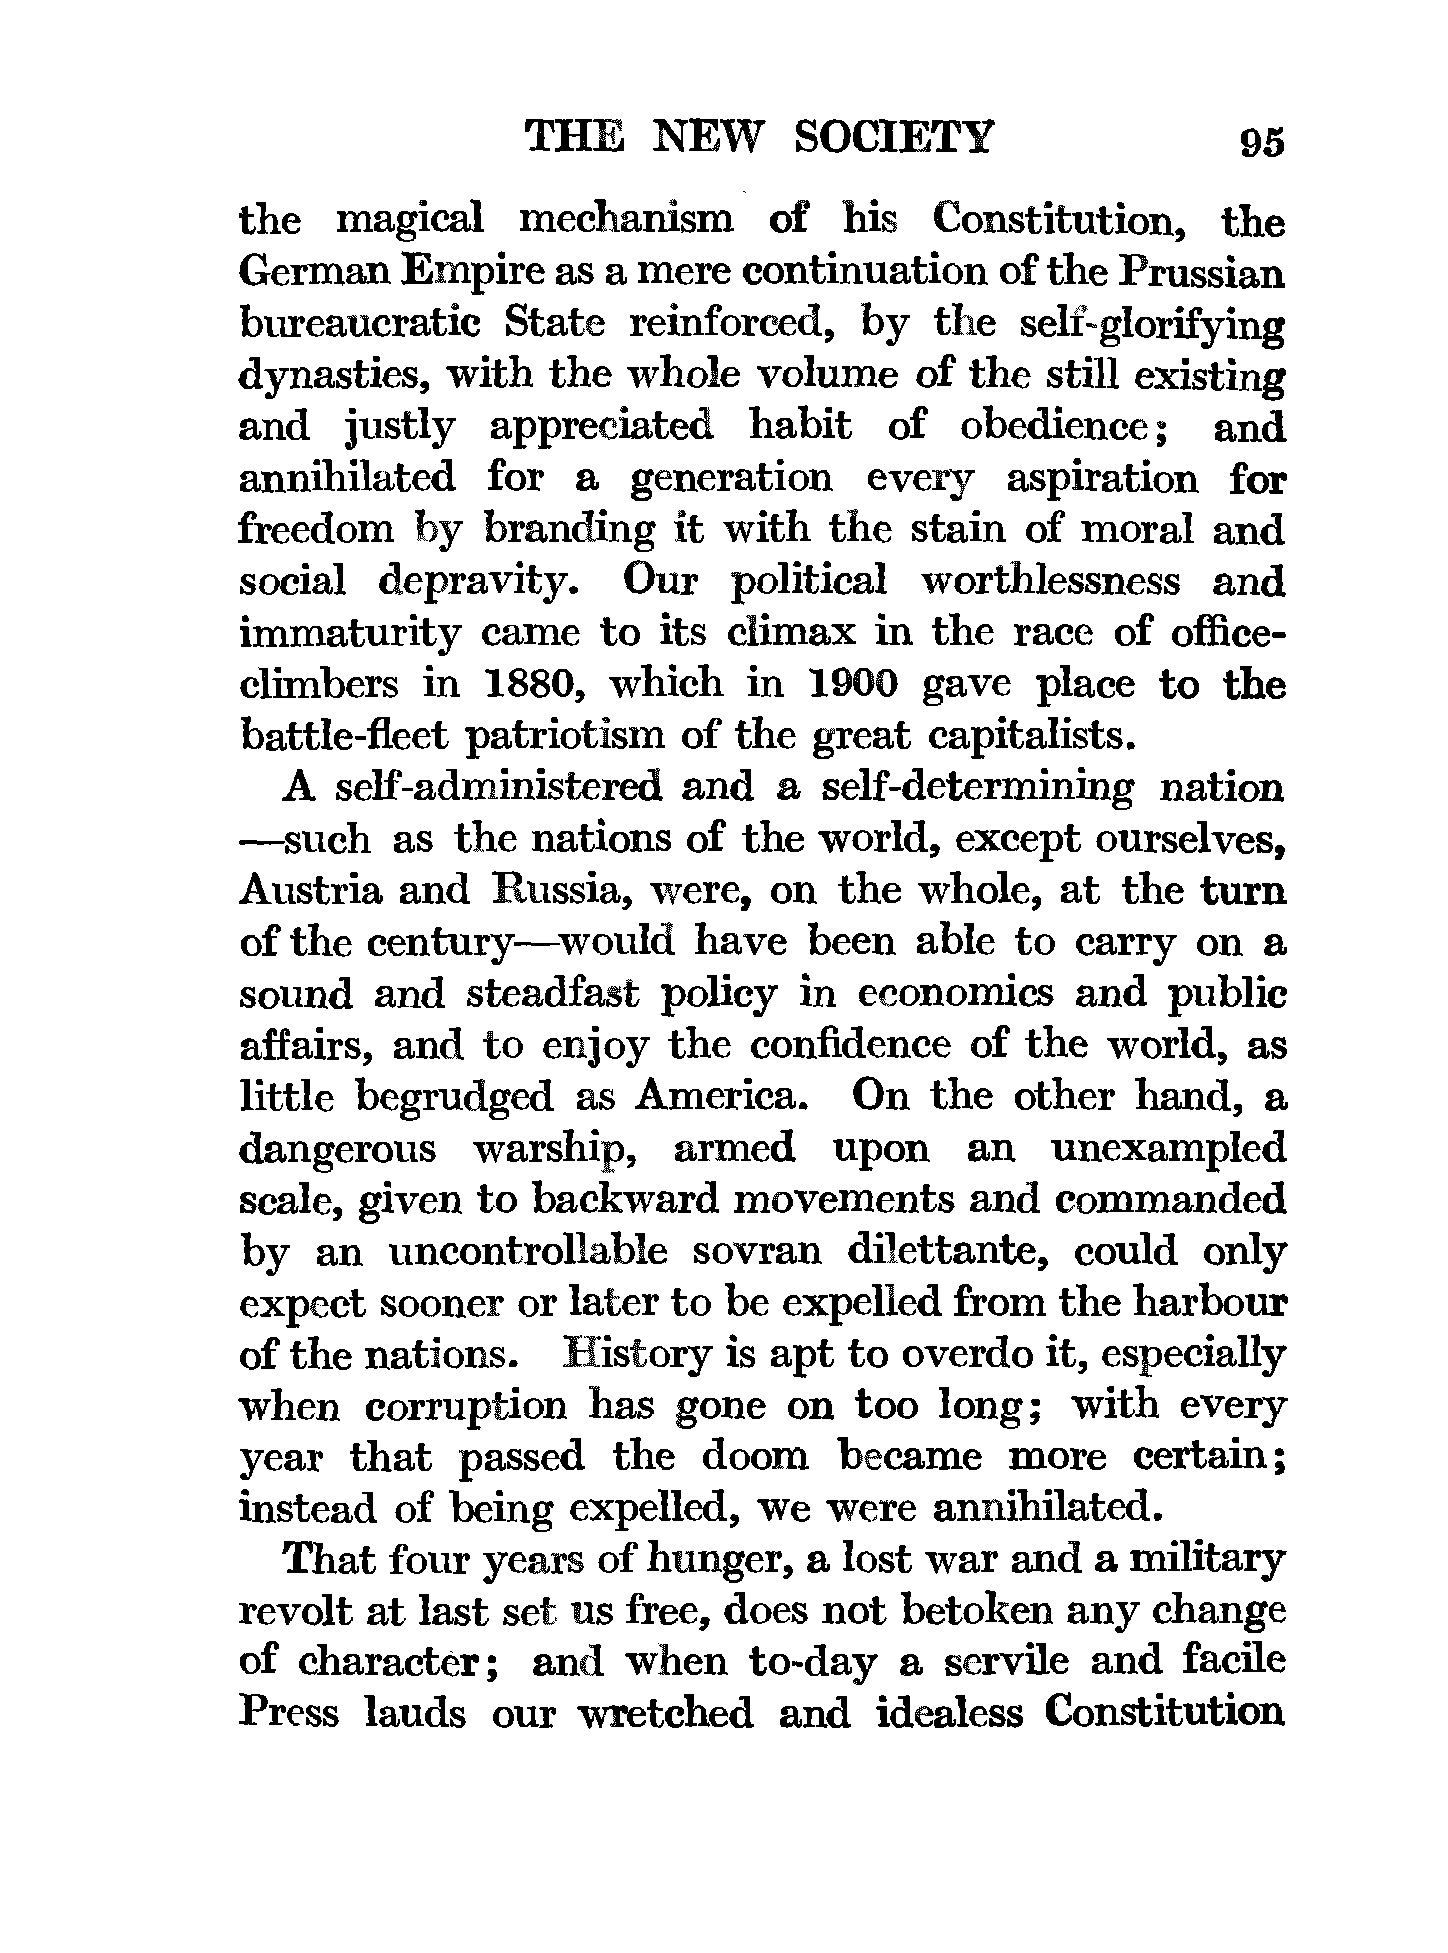 THE NEW SOCIETY 95
the magical mechanism of his Constitution, the
German Empire as a mere continuation of the Prussian
bureaucratic State reinforced, by the self-glorifying
dynasties, with the whole volume of the still existing
and justly appreciated habit of obedience; and
annihilated for a generation every aspiration for
freedom by branding it with the stain of moral and
social depravity. Our political worthlessness and
immaturity came to its climax in the race of office-
climbers in 1880, which in 1900 gave place to the
battle-fleet patriotism of the great capitalists.
A self-administered and a self-determining nation
—such as the nations of the world, except ourselves,
Austria and Russia, were, on the whole, at the turn
of the century—would have been able to carry on a
sound and steadfast policy in economics and public
affairs, and to enjoy the confidence of the world, as
little begrudged as America. On the other hand, a
dangerous warship, armed upon an unexampled
scale, given to backward movements and commanded
by an uncontrollable sovran dilettante, could only
expect sooner or later to be expelled from the harbour
of the nations. History is apt to overdo it, especially
when corruption has gone on too long; with every
year that passed the doom became more certain;
instead of being expelled, we were annihilated.
That four years of hunger, a lost war and a military
revolt at last set us free, does not betoken any change
of character; and when to-day a servile and facile
Press lauds our wretched and idealess Constitution